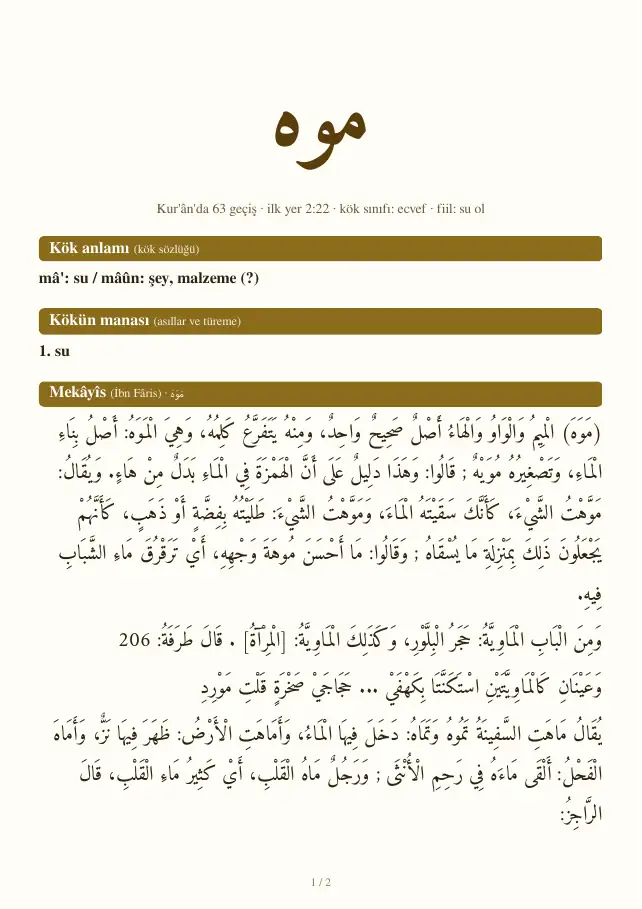 موه
Kur'ân'da 63 geçiş · ilk yer 2:22 · kök sınıfı: ecvef · fiil: su ol
Kök anlamı (kök sözlüğü)
mâ': su / mâûn: şey, malzeme (?)
Kökün manası (asıllar ve türeme)
1. su
Mekâyîs (İbn Fâris) · مَوَهَ
(مَوَهَ) الْمِيمُ وَالْوَاوُ وَالْهَاءُ أَصْلٌ صَحِيحٌ وَاحِدٌ، وَمِنْهُ يَتَفَرَّعُ كَلِمُهُ، وَهِيَ الْمَوَهُ: أَصْلُ بِنَاءِ
الْمَاءِ، وَتَصْغِيرُهُ مُوَيْهٌ ; قَالُوا: وَهَذَا دَلِيلٌ عَلَى أَنَّ الْهَمْزَةَ فِي الْمَاءِ بَدَلٌ مِنْ هَاءٍ. وَيُقَالُ:
مَوَّهْتُ الشَّيْءَ، كَأَنَّكَ سَقَيْتَهُ الْمَاءَ، وَمَوَّهْتُ الشَّيْءَ: طَلَيْتُهُ بِفِضَّةٍ أَوْ ذَهَبٍ، كَأَنَّهُمْ
يَجْعَلُونَ ذَلِكَ بِمَنْزِلَةِ مَا يُسْقَاهُ ; وَقَالُوا: مَا أَحْسَنَ مُوهَةَ وَجْهِهِ، أَيْ تَرَقْرُقَ مَاءِ الشَّبَابِ
فِيهِ.
وَمِنَ الْبَابِ الْمَاوِيَّةُ: حَجَرُ الْبِلَّوْرِ، وَكَذَلِكَ الْمَاوِيَّةُ: [الْمِرْآةُ] . قَالَ طَرَفَةُ: 206
وَعَيْنَانِ كَالْمَاوِيَّتَيْنِ اسْتَكَنَّتَا بِكَهْفَيْ ... حَجَاجَيْ صَخْرَةٍ قَلْتِ مَوْرِدِ
يُقَالُ مَاهَتِ السَّفِينَةُ تَمُوهُ وَتَمَاهُ: دَخَلَ فِيهَا الْمَاءُ، وَأَمَاهَتِ الْأَرْضُ: ظَهَرَ فِيهَا نَزٌّ، وَأَمَاهَ
الْفَحْلُ: أَلْقَى مَاءَهُ فِي رَحِمِ الْأُنْثَى ; وَرَجُلٌ مَاهُ الْقَلْبِ، أَيْ كَثِيرُ مَاءِ الْقَلْبِ، قَالَ
الرَّاجِزُ:
1 / 2